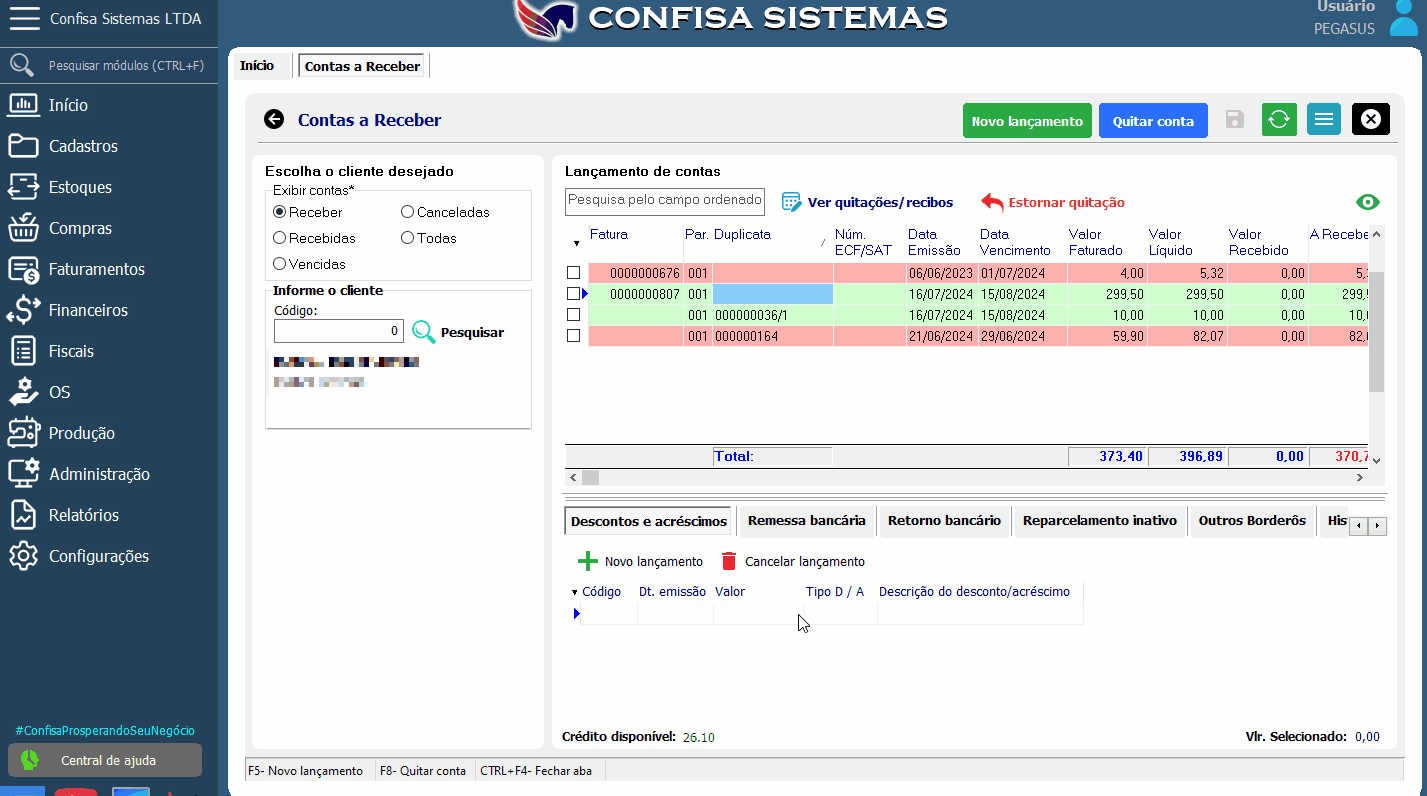 Confisa Sistemas LTDA
CONFISA SISTEMAS
Usuário
PEGASUS
Pesquisar módulos (CTRL+F)
Início
Cadastros
Estoques
Compras
Faturamentos
Financeiros
Fiscais
OS
Produção
Administração
Relatórios
Configurações
#ConfisaProsperandoSeuNegócio
Central de ajuda
Início Contas a Receber
Contas a Receber
Novo lançamento Quitar conta
Escolha o cliente desejado
Exibir contas*
Receber Canceladas
Recebidas Todas
Vencidas
Informe o cliente
Código:
0 Pesquisar
Lançamento de contas
Pesquisa pelo campo ordenado Ver quitações/recibos Estornar quitação
Fatura Par. Duplicata Núm. ECF/SAT Data Emissão Data Vencimento Valor Faturado Valor Líquido Valor Recebido A Recebe
0000000676 001 06/06/2023 01/07/2024 4,00 5,32 0,00 5,
0000000807 001 16/07/2024 15/08/2024 299,50 299,50 0,00 299,
001 000000036/1 16/07/2024 15/08/2024 10,00 10,00 0,00 10,
001 000000164 21/06/2024 29/06/2024 59,90 82,07 0,00 82,
Total: 373,40 396,89 0,00 370,7
Descontos e acréscimos Remessa bancária Retorno bancário Reparcelamento inativo Outros Borderôs His
Novo lançamento Cancelar lançamento
Código Dt. emissão Valor Tipo D / A Descrição do desconto/acréscimo
Crédito disponível: 26.10 Vlr. Selecionado: 0,00
F5- Novo lançamento F8- Quitar conta CTRL+F4- Fechar aba